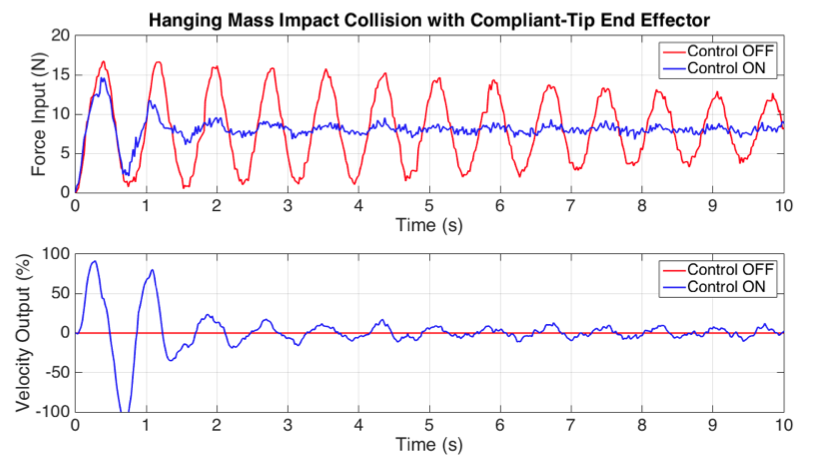 Hanging Mass Impact Collision with Compliant-Tip End Effector
20
15
10
5
0
Force Input (N)
Control OFF
Control ON
0 1 2 3 4 5 6 7 8 9 10
Time (s)
100
50
0
-50
-100
Velocity Output (%)
Control OFF
Control ON
0 1 2 3 4 5 6 7 8 9 10
Time (s)